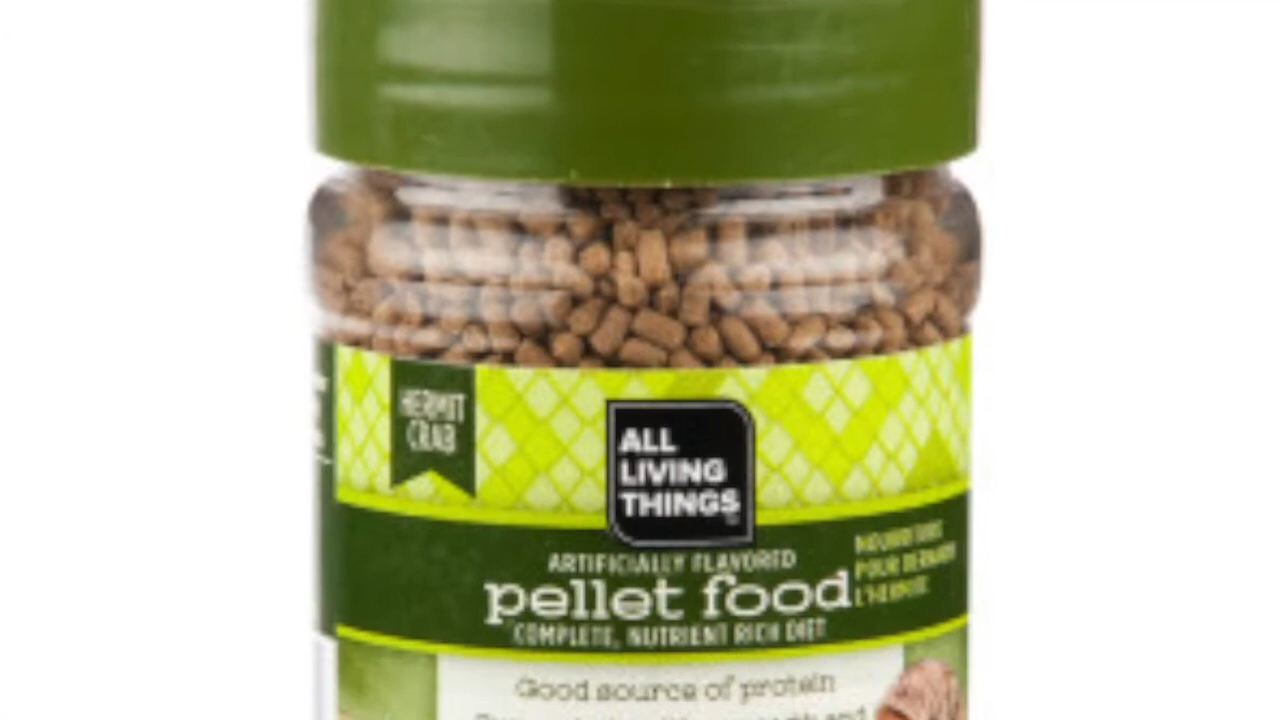 HERMIT
CRAB
ALL
LIVING
THINGS
ARTIFICIALLY FLAVORED
pellet food
COMPLETE, NUTRIENT RICH DIET
NOURRITURE
POUR BERNARD
L'HERMITE
Good source of protein